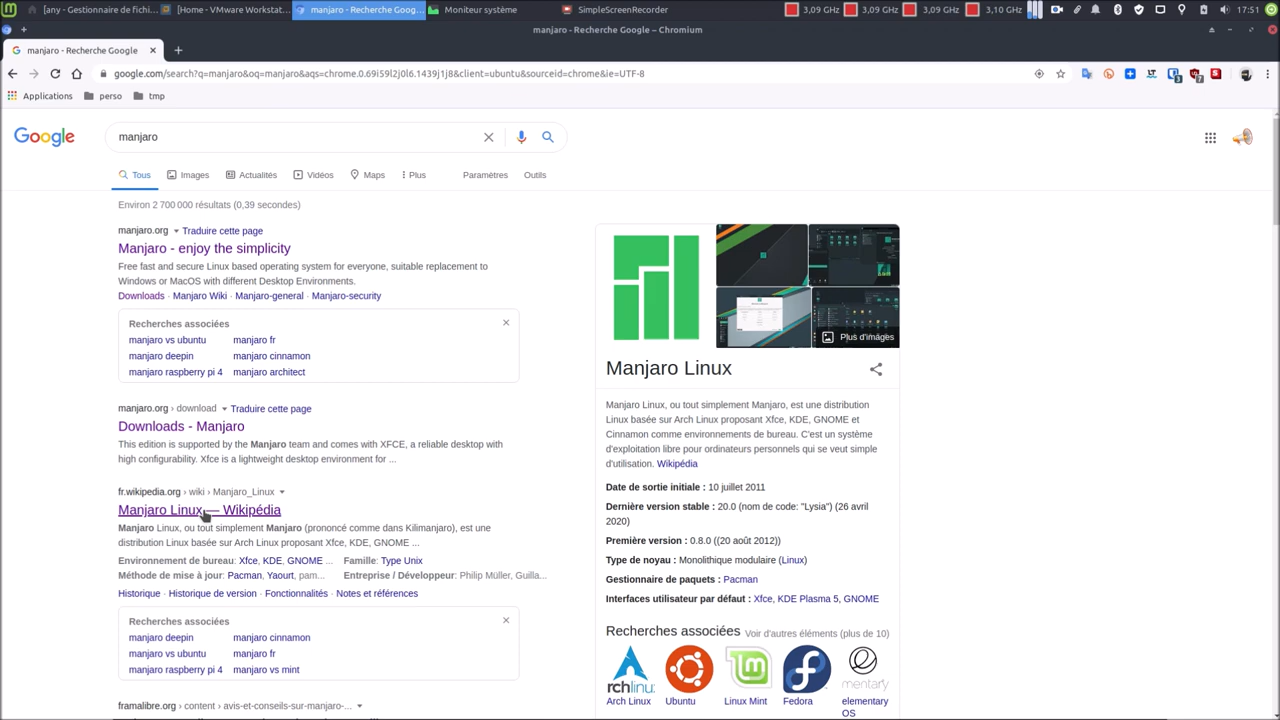 [any - Gestionnaire de fichi...
[Home - VMware Workstat...
manjaro - Recherche Goog...
Moniteur système
SimpleScreenRecorder
3,09 GHz
3,09 GHz
3,09 GHz
3,10 GHz
17:51
manjaro - Recherche Google – Chromium
manjaro - Recherche Google
google.com/search?q=manjaro&oq=manjaro&aqs=chrome.0.69i59l2j0l6.1439j1j8&client=ubuntu&sourceid=chrome&ie=UTF-8
Applications perso tmp
Google
manjaro
Tous Images Actualités Vidéos Maps Plus Paramètres Outils
Environ 2 700 000 résultats (0,39 secondes)
manjaro.org Traduire cette page
Manjaro - enjoy the simplicity
Free fast and secure Linux based operating system for everyone, suitable replacement to
Windows or MacOS with different Desktop Environments.
Downloads · Manjaro Wiki · Manjaro-general · Manjaro-security
Recherches associées
manjaro vs ubuntu manjaro fr
manjaro deepin manjaro cinnamon
manjaro raspberry pi 4 manjaro architect
manjaro.org › download Traduire cette page
Downloads - Manjaro
This edition is supported by the Manjaro team and comes with XFCE, a reliable desktop with
high configurability. Xfce is a lightweight desktop environment for ...
fr.wikipedia.org › wiki › Manjaro_Linux
Manjaro Linux — Wikipédia
Manjaro Linux, ou tout simplement Manjaro (prononcé comme dans Kilimanjaro), est une
distribution Linux basée sur Arch Linux proposant Xfce, KDE, GNOME ...
Environnement de bureau: Xfce, KDE, GNOME ... Famille: Type Unix
Méthode de mise à jour: Pacman, Yaourt, pam... Entreprise / Développeur: Philip Müller, Guilla...
Historique · Historique de version · Fonctionnalités · Notes et références
Recherches associées
manjaro deepin manjaro cinnamon
manjaro vs ubuntu manjaro fr
manjaro raspberry pi 4 manjaro vs mint
framalibre.org › content › avis-et-conseils-sur-manjaro-...
Plus d'images
Manjaro Linux
Manjaro Linux, ou tout simplement Manjaro, est une distribution
Linux basée sur Arch Linux proposant Xfce, KDE, GNOME et
Cinnamon comme environnements de bureau. C'est un système
d'exploitation libre pour ordinateurs personnels qui se veut simple
d'utilisation. Wikipédia
Date de sortie initiale : 10 juillet 2011
Dernière version stable : 20.0 (nom de code: "Lysia") (26 avril
2020)
Première version : 0.8.0 ((20 août 2012))
Type de noyau : Monolithique modulaire (Linux)
Gestionnaire de paquets : Pacman
Interfaces utilisateur par défaut : Xfce, KDE Plasma 5, GNOME
Recherches associées Voir d'autres éléments (plus de 10)
rchlinu
mentary
Arch Linux Ubuntu Linux Mint Fedora elementary
OS